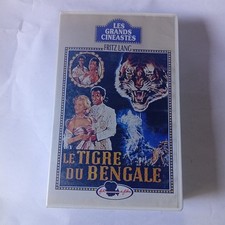 LES
GRANDS
CINÉASTES
FRITZ LANG
LE TIGRE
DU BENGALE